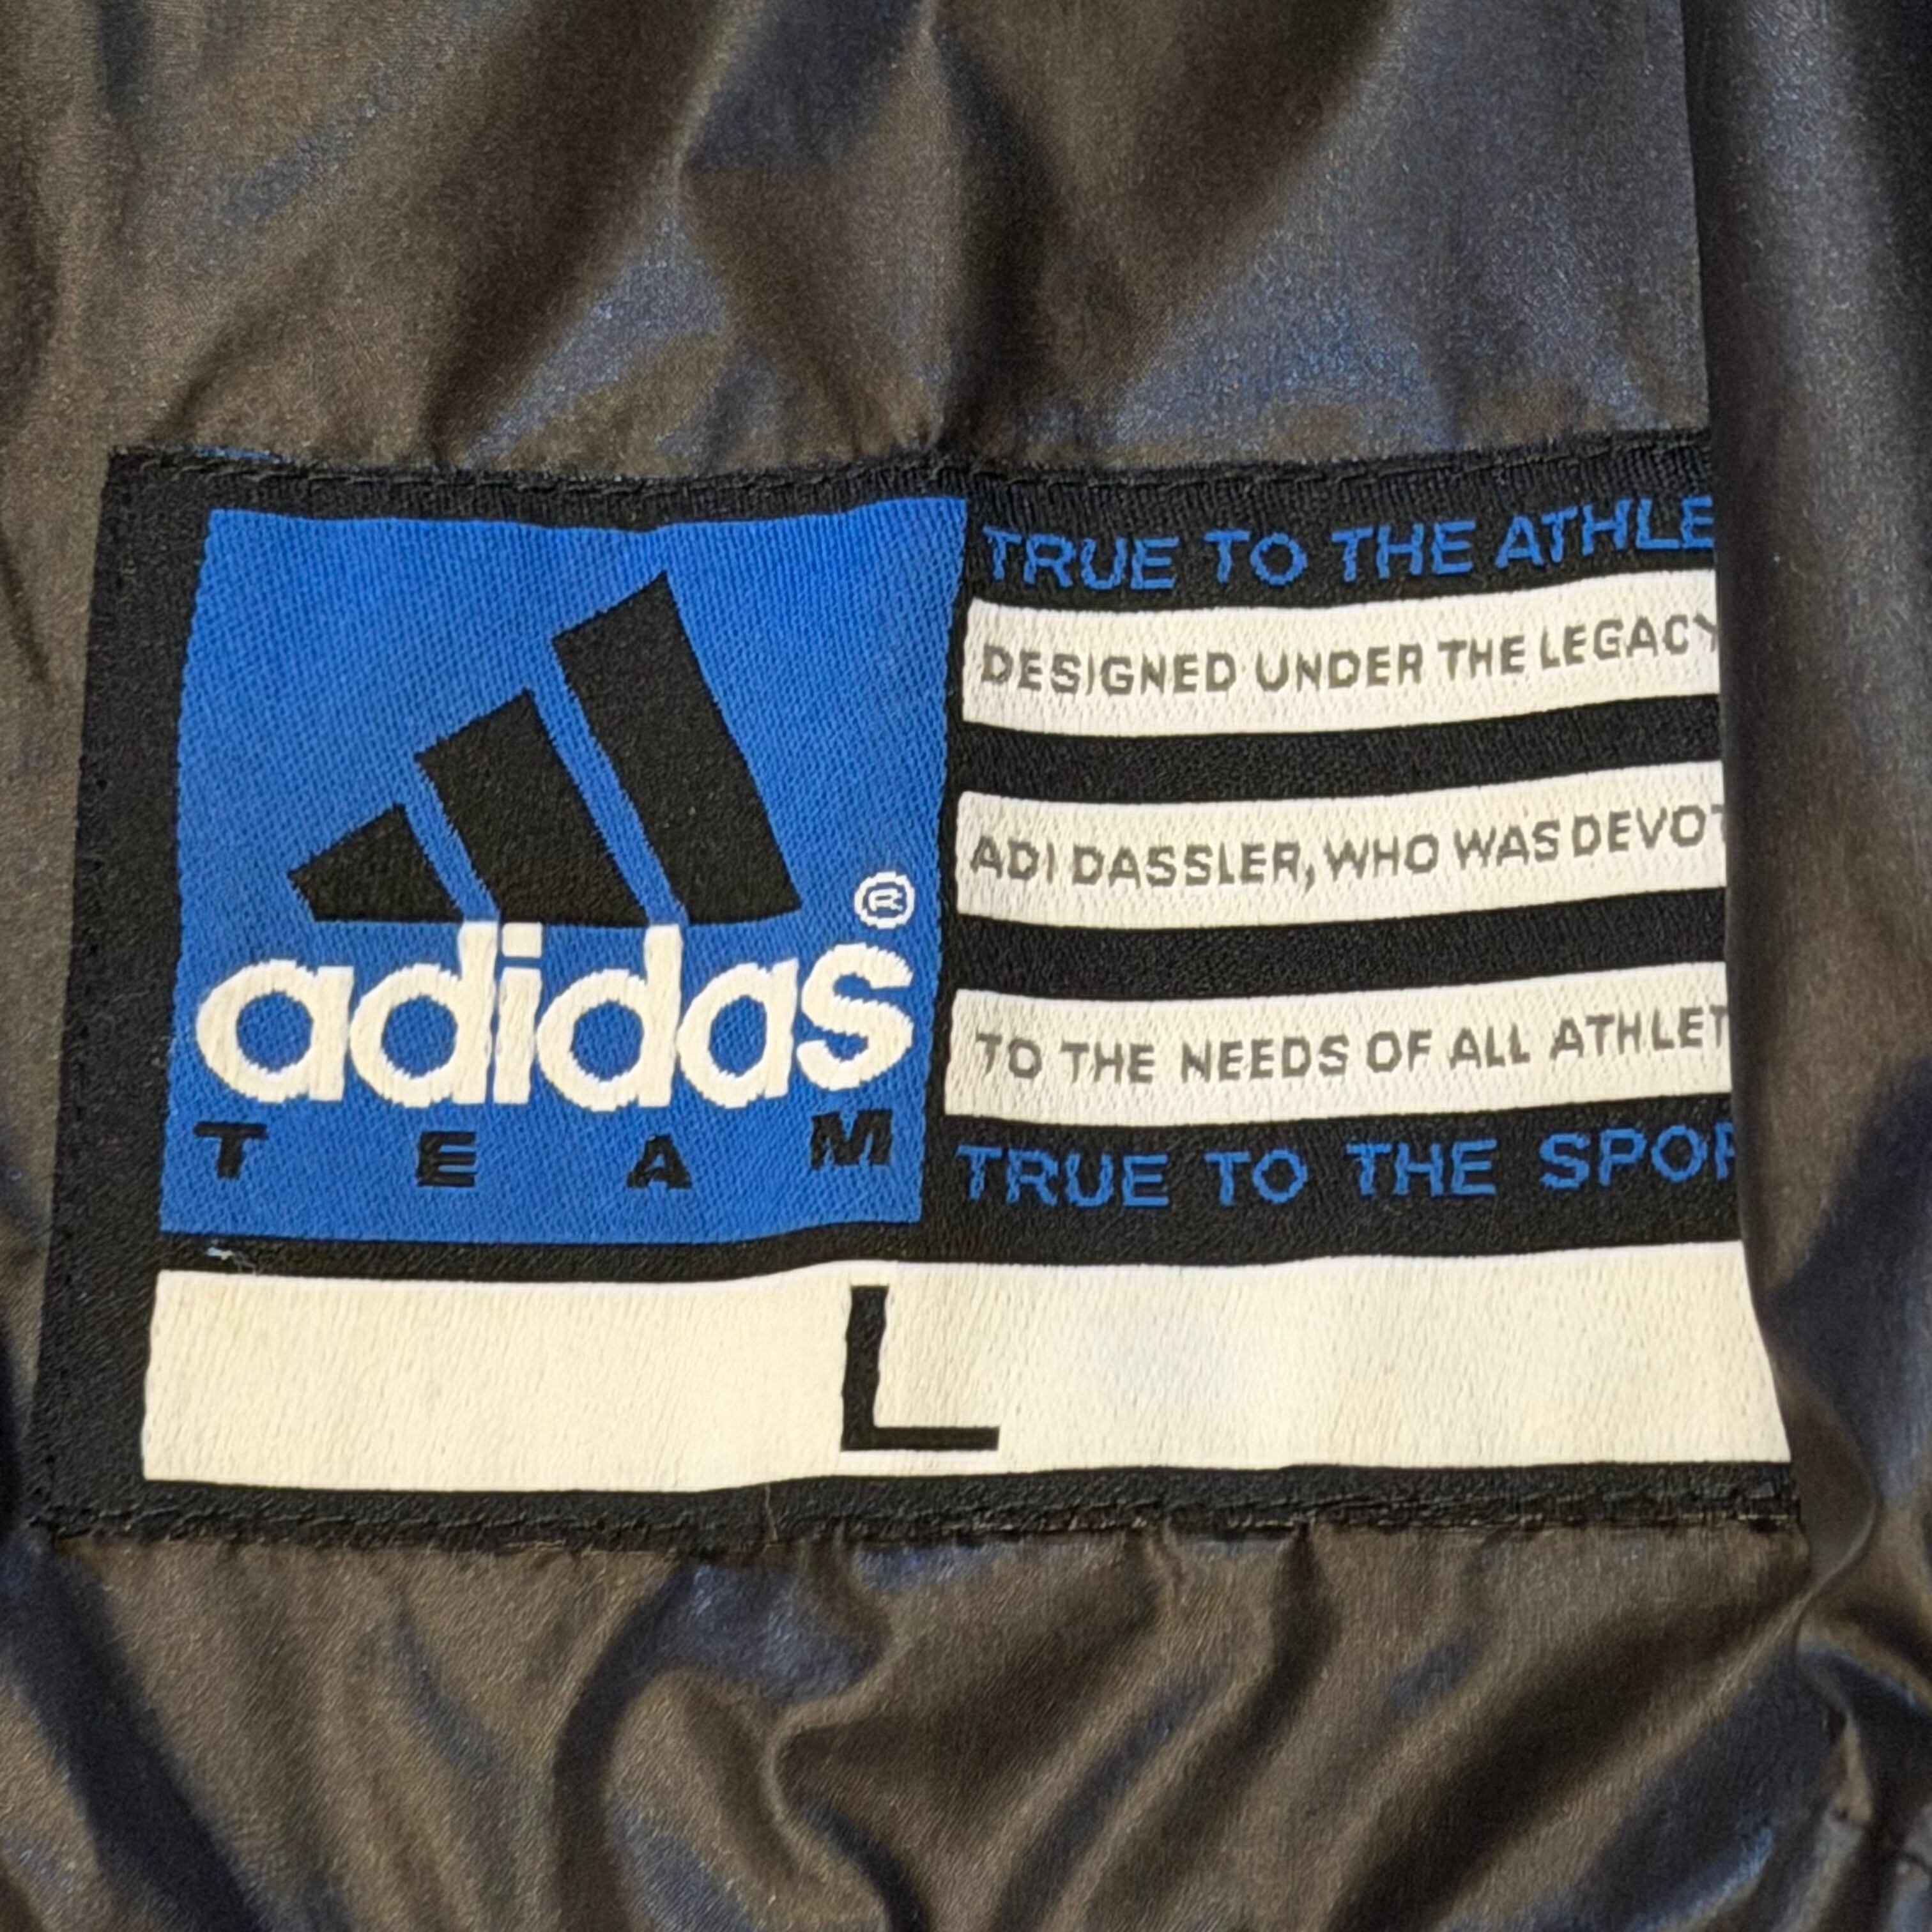 adidas®
TEAM
TRUE TO THE ATHLE
DESIGNED UNDER THE LEGACY
ADI DASSLER, WHO WAS DEVOT
TO THE NEEDS OF ALL ATHLET
TRUE TO THE SPOR
L